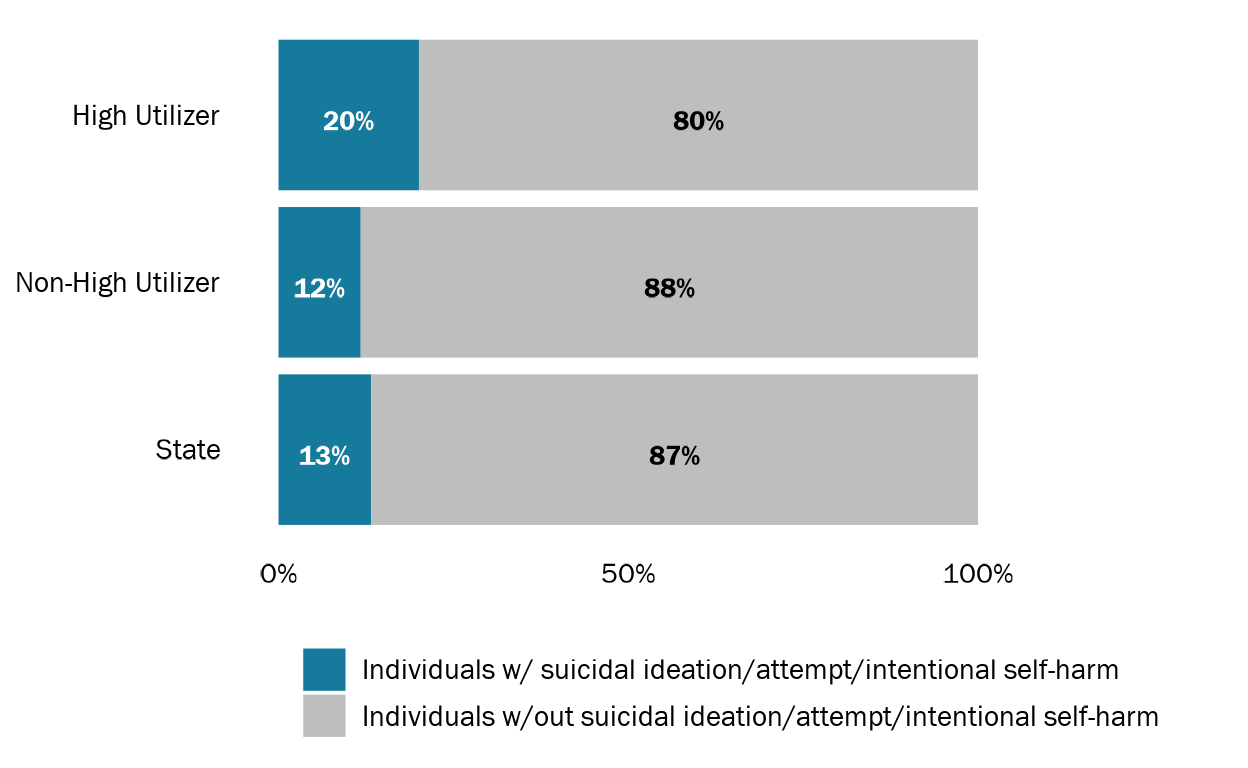 High Utilizer
20%
80%
Non-High Utilizer
12%
88%
State
13%
87%
0%
50%
100%
Individuals w/ suicidal ideation/attempt/intentional self-harm
Individuals w/out suicidal ideation/attempt/intentional self-harm